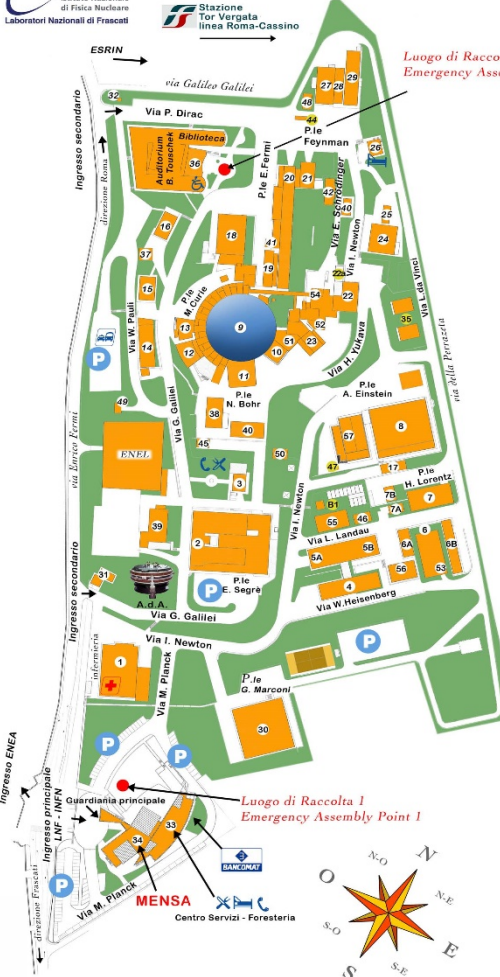 di Fisica Nucleare
Laboratori Nazionali di Frascati
Stazione
Tor Vergata
linea Roma-Cassino
ESRIN
via Galileo Galilei
Luogo di Racco
Emergency Ass
32
Via P. Dirac
27
28
29
48
44
P.le
Feynman
Ingresso secondario
direzione Roma
Auditorium
B. Touschek
Biblioteca
36
P.le E.Fermi
26
20
21
42
Via E. Schrodinger
40
Via I. Newton
25
24
16
37
18
41
19
15
P.le
M.Curie
54
22a
22
Via L.da Vinci
35
via della Perazzeta
Via W. Pauli
9
13
12
14
52
51
23
10
11
Via H. Yukava
P
P.le
N. Bohr
P.le
A. Einstein
49
Via G. Galilei
38
40
45
57
8
via Enrico Fermi
ENEL
3
50
47
17
P.le
H. Lorentz
7B
7A
7
Via I. Newton
B1
55
46
Via L. Landau
39
2
5A
5B
6
6A
6B
56
53
Ingresso secondario
31
A.d.A.
P
P.le
E. Segrè
4
Via W.Heisenberg
Via G. Galilei
infermieria
1
Via I. Newton
P
Via M. Planck
P.le
G. Marconi
30
P
P
Ingresso ENEA
Ingresso principale
LNF - INFN
Guardiania principale
Luogo di Raccolta 1
Emergency Assembly Point 1
34
33
BANCOMAT
P
MENSA
Centro Servizi - Foresteria
Via M. Planck
direzione Frascati
N
N-O
N-E
O
E
S-O
S-E
S